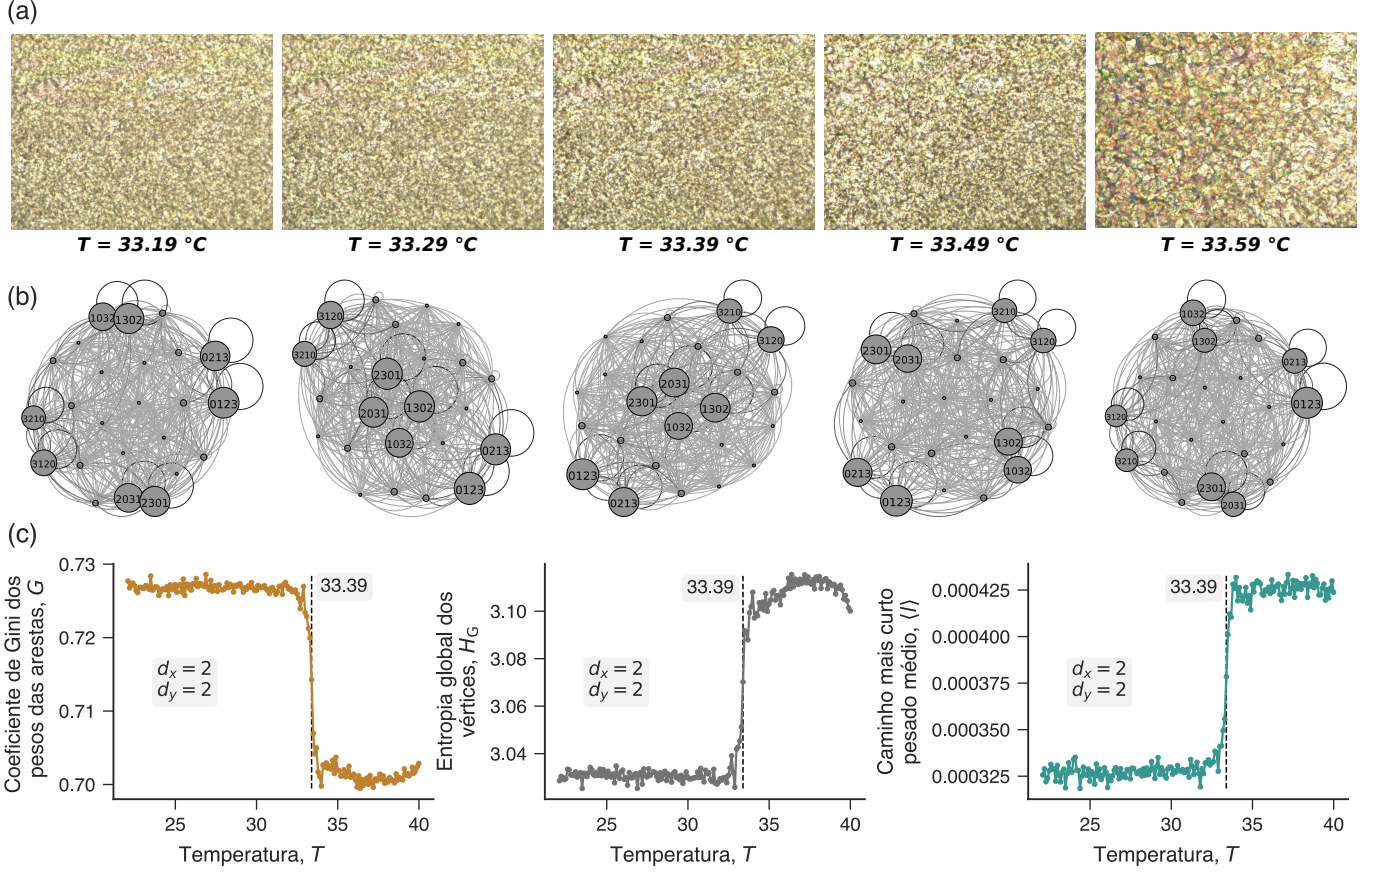 (a)
T = 33.19 °C
T = 33.29 °C
T = 33.39 °C
T = 33.49 °C
T = 33.59 °C
(b)
1032
1302
0213
0123
3210
3120
2031
2301
3120
3210
2301
2031
1302
1032
0213
0123
3210
3120
2031
2301
1302
1032
0123
0213
3210
3120
2301
2031
1302
1032
0213
0123
1032
1302
0213
0123
3120
3210
2301
2031
(c)
Coeficiente de Gini dos
pesos das arestas, G
0.73
0.72
0.71
0.70
33.39
dx = 2
dy = 2
25
30
35
40
Temperatura, T
Entropia global dos
vértices, HG
3.10
3.08
3.06
3.04
33.39
dx = 2
dy = 2
25
30
35
40
Temperatura, T
Caminho mais curto
pesado médio, ⟨l⟩
0.000425
0.000400
0.000375
0.000350
0.000325
33.39
dx = 2
dy = 2
25
30
35
40
Temperatura, T